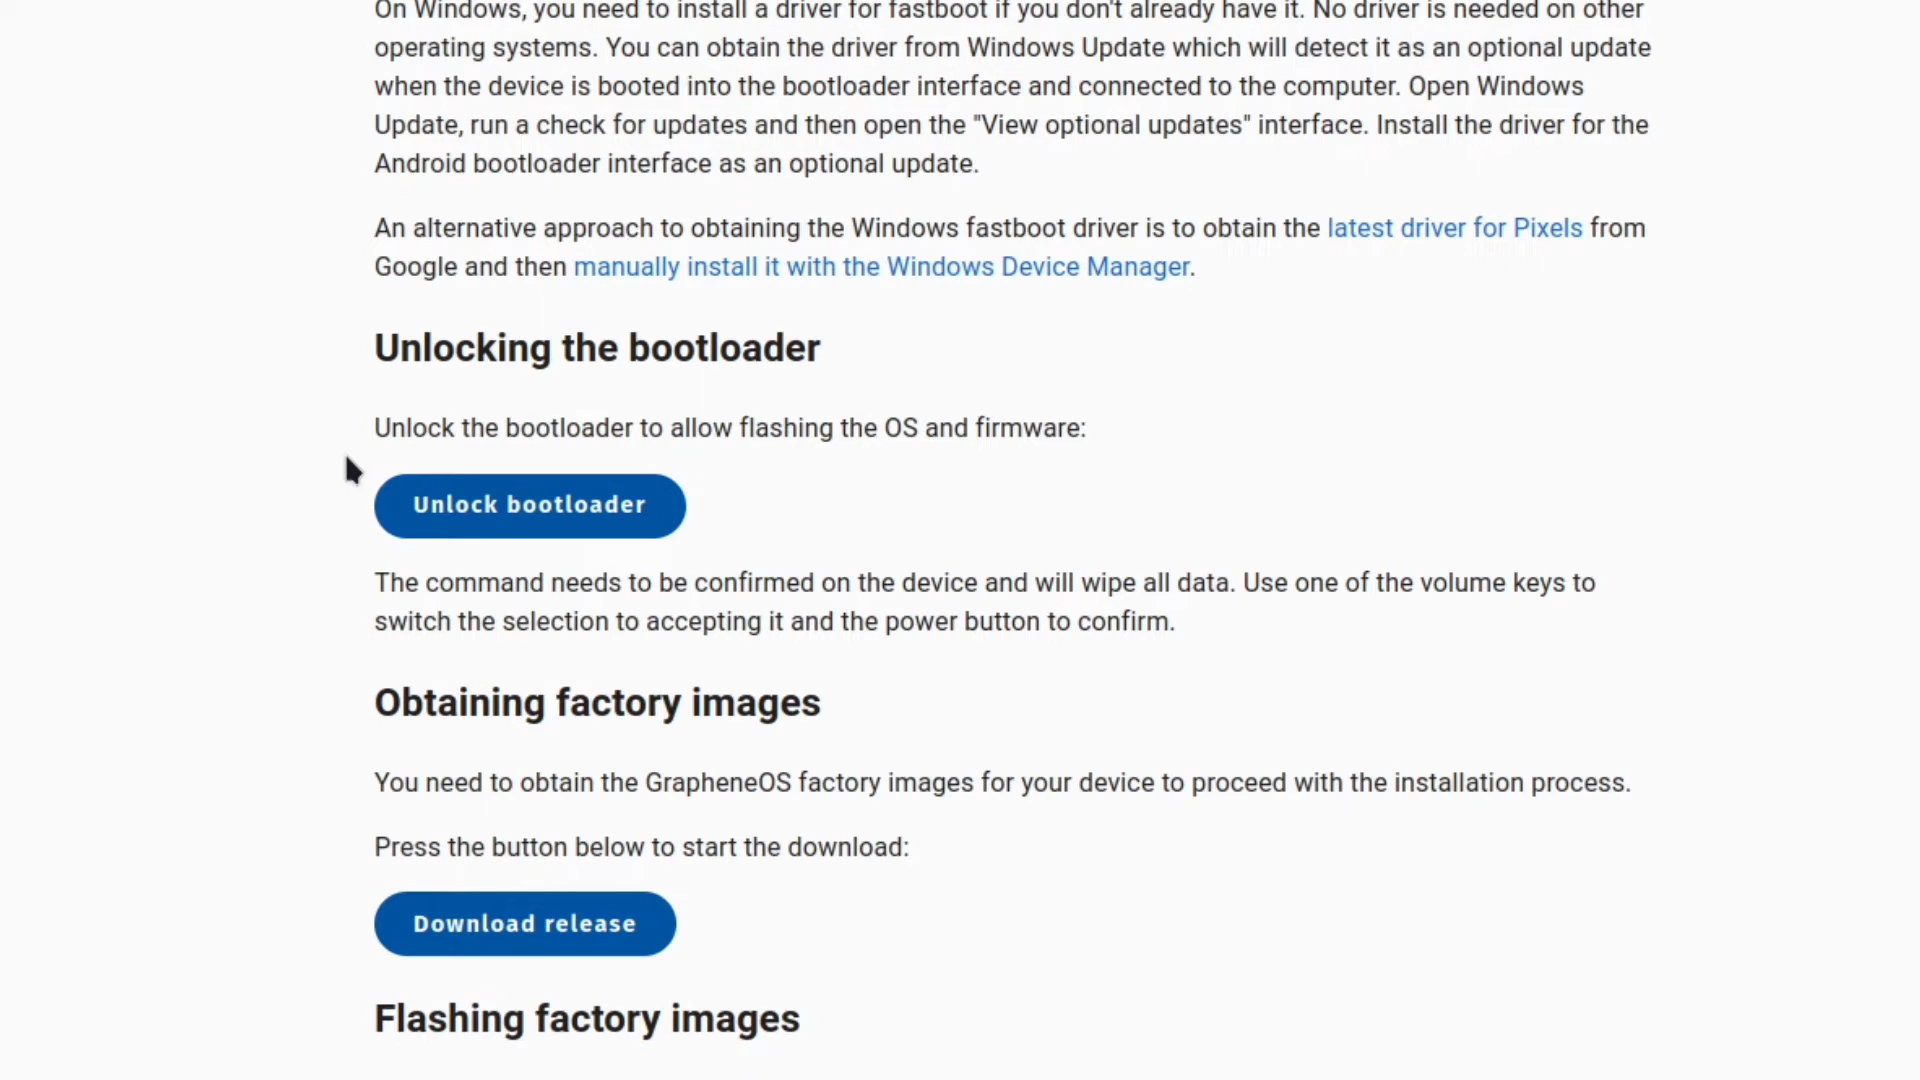 On Windows, you need to install a driver for fastboot if you don't already have it. No driver is needed on other
operating systems. You can obtain the driver from Windows Update which will detect it as an optional update
when the device is booted into the bootloader interface and connected to the computer. Open Windows
Update, run a check for updates and then open the "View optional updates" interface. Install the driver for the
Android bootloader interface as an optional update.
An alternative approach to obtaining the Windows fastboot driver is to obtain the latest driver for Pixels from
Google and then manually install it with the Windows Device Manager.
Unlocking the bootloader
Unlock the bootloader to allow flashing the OS and firmware:
Unlock bootloader
The command needs to be confirmed on the device and will wipe all data. Use one of the volume keys to
switch the selection to accepting it and the power button to confirm.
Obtaining factory images
You need to obtain the GrapheneOS factory images for your device to proceed with the installation process.
Press the button below to start the download:
Download release
Flashing factory images